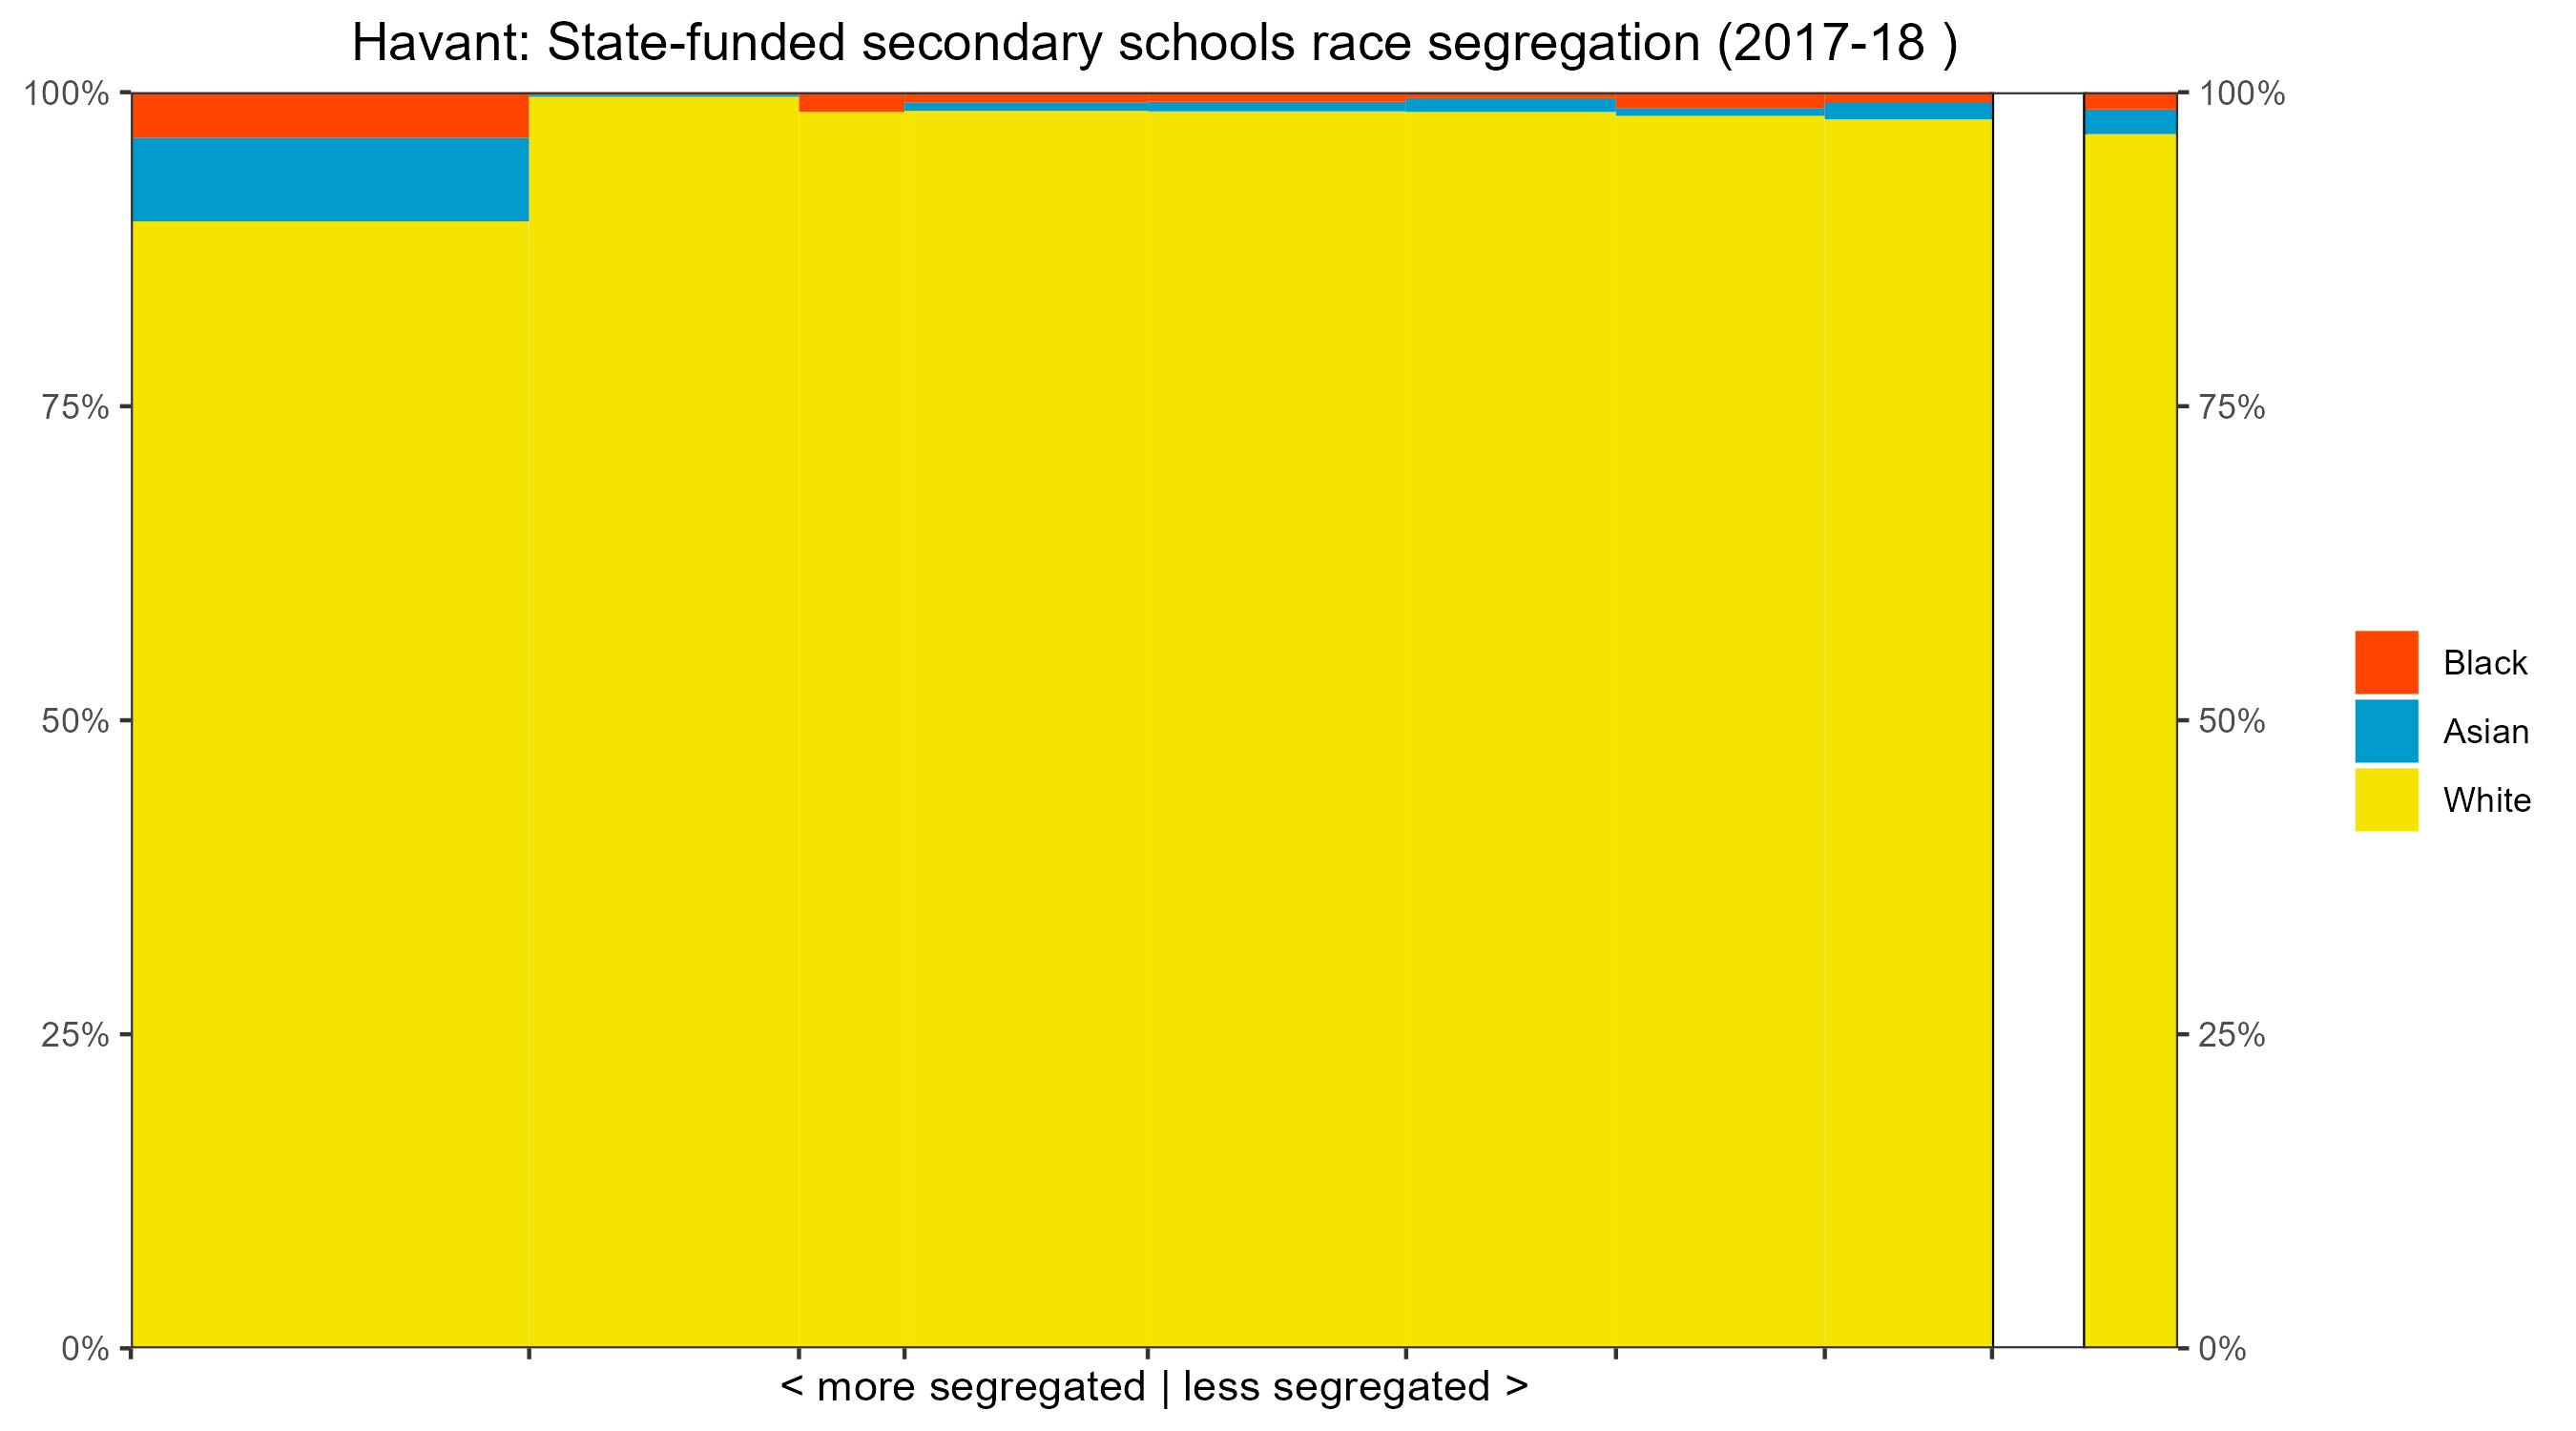 Havant: State-funded secondary schools race segregation (2017-18 )
100%
100%
75%
75%
50%
50%
25%
25%
0%
0%
Black
Asian
White
< more segregated | less segregated >